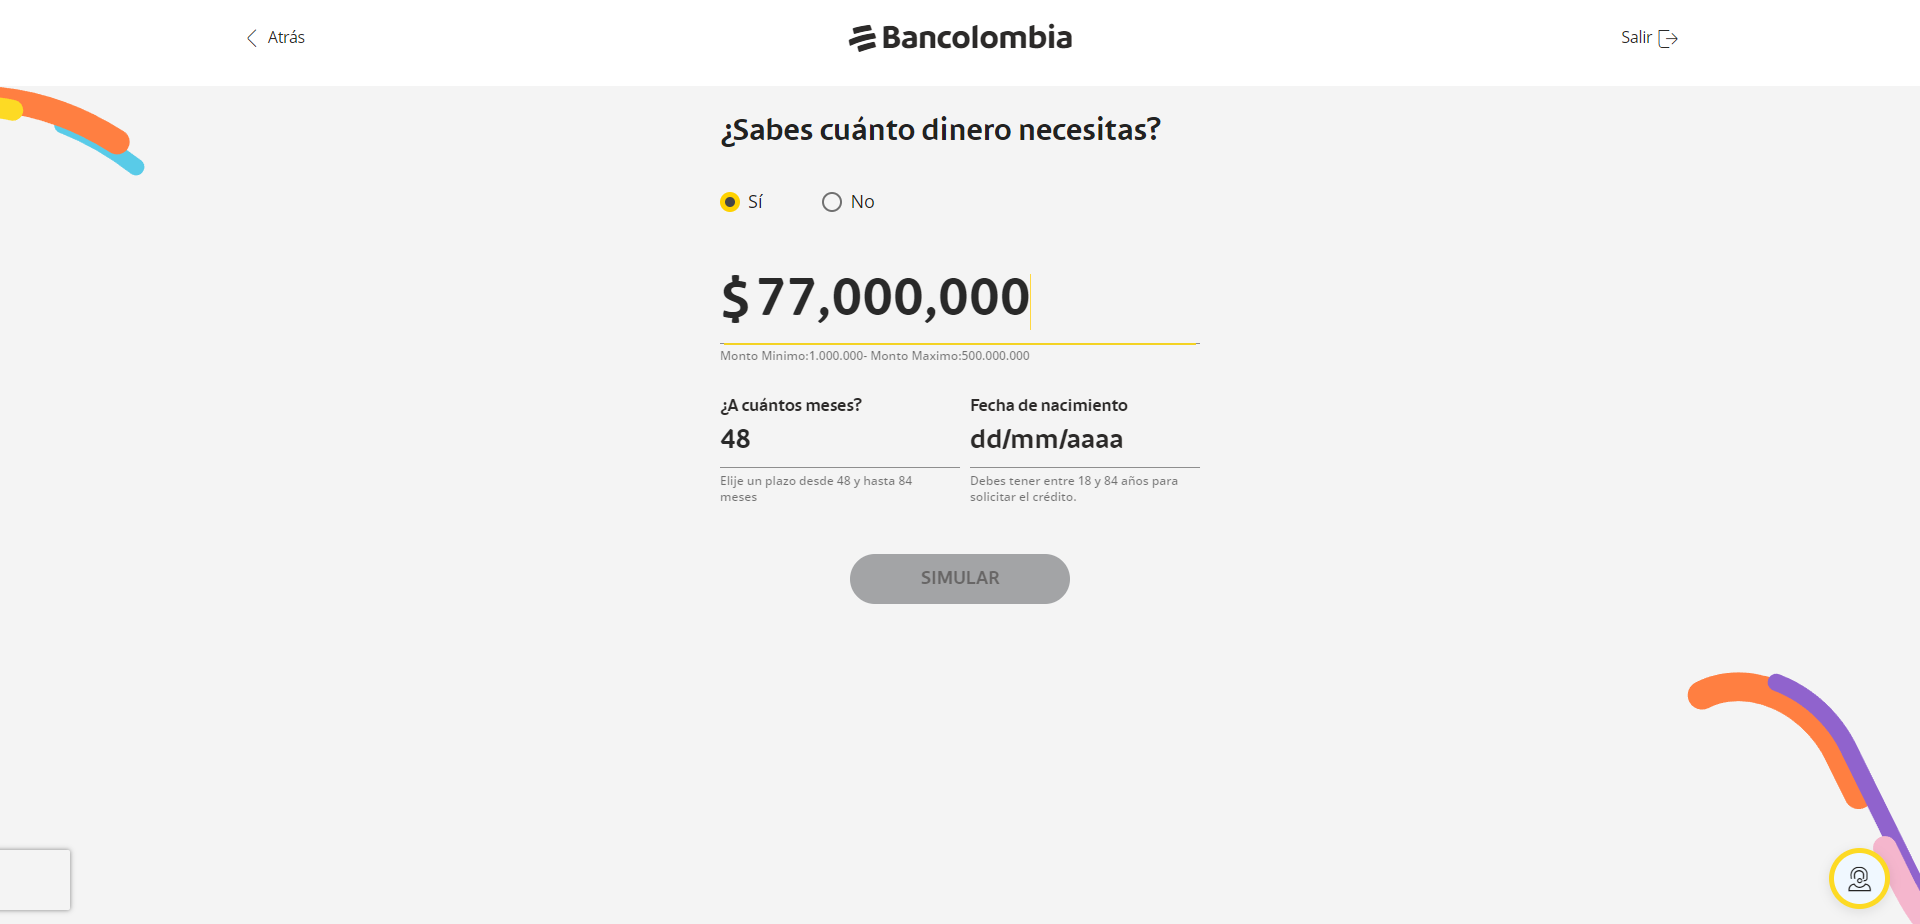 Atrás
Bancolombia
Salir
¿Sabes cuánto dinero necesitas?
Sí
No
$ 77,000,000
Monto Minimo:1.000.000- Monto Maximo:500.000.000
¿A cuántos meses?
48
Elije un plazo desde 48 y hasta 84
meses
Fecha de nacimiento
dd/mm/aaaa
Debes tener entre 18 y 84 años para
solicitar el crédito.
SIMULAR